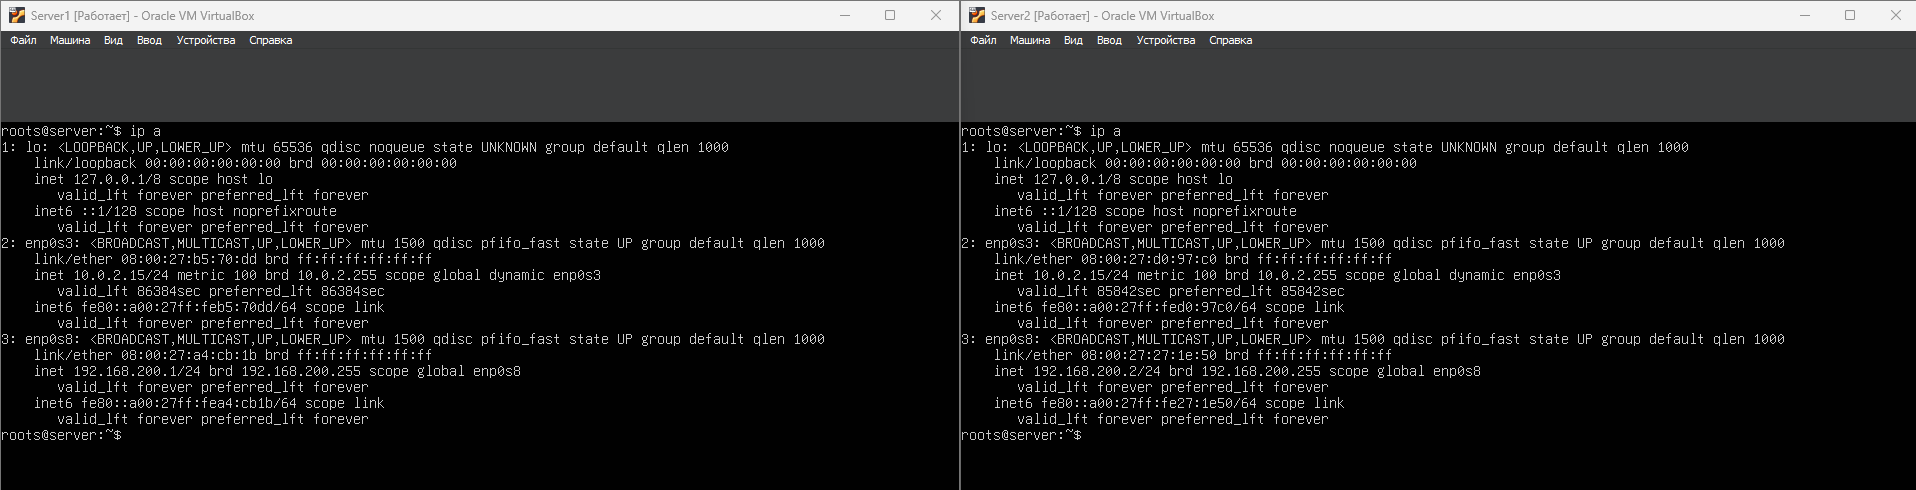 Server1 [Работает] - Oracle VM VirtualBox
Файл Машина Вид Ввод Устройства Справка
roots@server:~$ ip a
1: lo: <LOOPBACK,UP,LOWER_UP> mtu 65536 qdisc noqueue state UNKNOWN group default qlen 1000
link/loopback 00:00:00:00:00:00 brd 00:00:00:00:00:00
inet 127.0.0.1/8 scope host lo
valid_lft forever preferred_lft forever
inet6 ::1/128 scope host noprefixroute
valid_lft forever preferred_lft forever
2: enp0s3: <BROADCAST,MULTICAST,UP,LOWER_UP> mtu 1500 qdisc pfifo_fast state UP group default qlen 1000
link/ether 08:00:27:b5:70:dd brd ff:ff:ff:ff:ff:ff
inet 10.0.2.15/24 metric 100 brd 10.0.2.255 scope global dynamic enp0s3
valid_lft 86384sec preferred_lft 86384sec
inet6 fe80::a00:27ff:feb5:70dd/64 scope link
valid_lft forever preferred_lft forever
3: enp0s8: <BROADCAST,MULTICAST,UP,LOWER_UP> mtu 1500 qdisc pfifo_fast state UP group default qlen 1000
link/ether 08:00:27:a4:cb:1b brd ff:ff:ff:ff:ff:ff
inet 192.168.200.1/24 brd 192.168.200.255 scope global enp0s8
valid_lft forever preferred_lft forever
inet6 fe80::a00:27ff:fea4:cb1b/64 scope link
valid_lft forever preferred_lft forever
roots@server:~$
Server2 [Работает] - Oracle VM VirtualBox
Файл Машина Вид Ввод Устройства Справка
roots@server:~$ ip a
1: lo: <LOOPBACK,UP,LOWER_UP> mtu 65536 qdisc noqueue state UNKNOWN group default qlen 1000
link/loopback 00:00:00:00:00:00 brd 00:00:00:00:00:00
inet 127.0.0.1/8 scope host lo
valid_lft forever preferred_lft forever
inet6 ::1/128 scope host noprefixroute
valid_lft forever preferred_lft forever
2: enp0s3: <BROADCAST,MULTICAST,UP,LOWER_UP> mtu 1500 qdisc pfifo_fast state UP group default qlen 1000
link/ether 08:00:27:d0:97:c0 brd ff:ff:ff:ff:ff:ff
inet 10.0.2.15/24 metric 100 brd 10.0.2.255 scope global dynamic enp0s3
valid_lft 85842sec preferred_lft 85842sec
inet6 fe80::a00:27ff:fed0:97c0/64 scope link
valid_lft forever preferred_lft forever
3: enp0s8: <BROADCAST,MULTICAST,UP,LOWER_UP> mtu 1500 qdisc pfifo_fast state UP group default qlen 1000
link/ether 08:00:27:27:1e:50 brd ff:ff:ff:ff:ff:ff
inet 192.168.200.2/24 brd 192.168.200.255 scope global enp0s8
valid_lft forever preferred_lft forever
inet6 fe80::a00:27ff:fe27:1e50/64 scope link
valid_lft forever preferred_lft forever
roots@server:~$